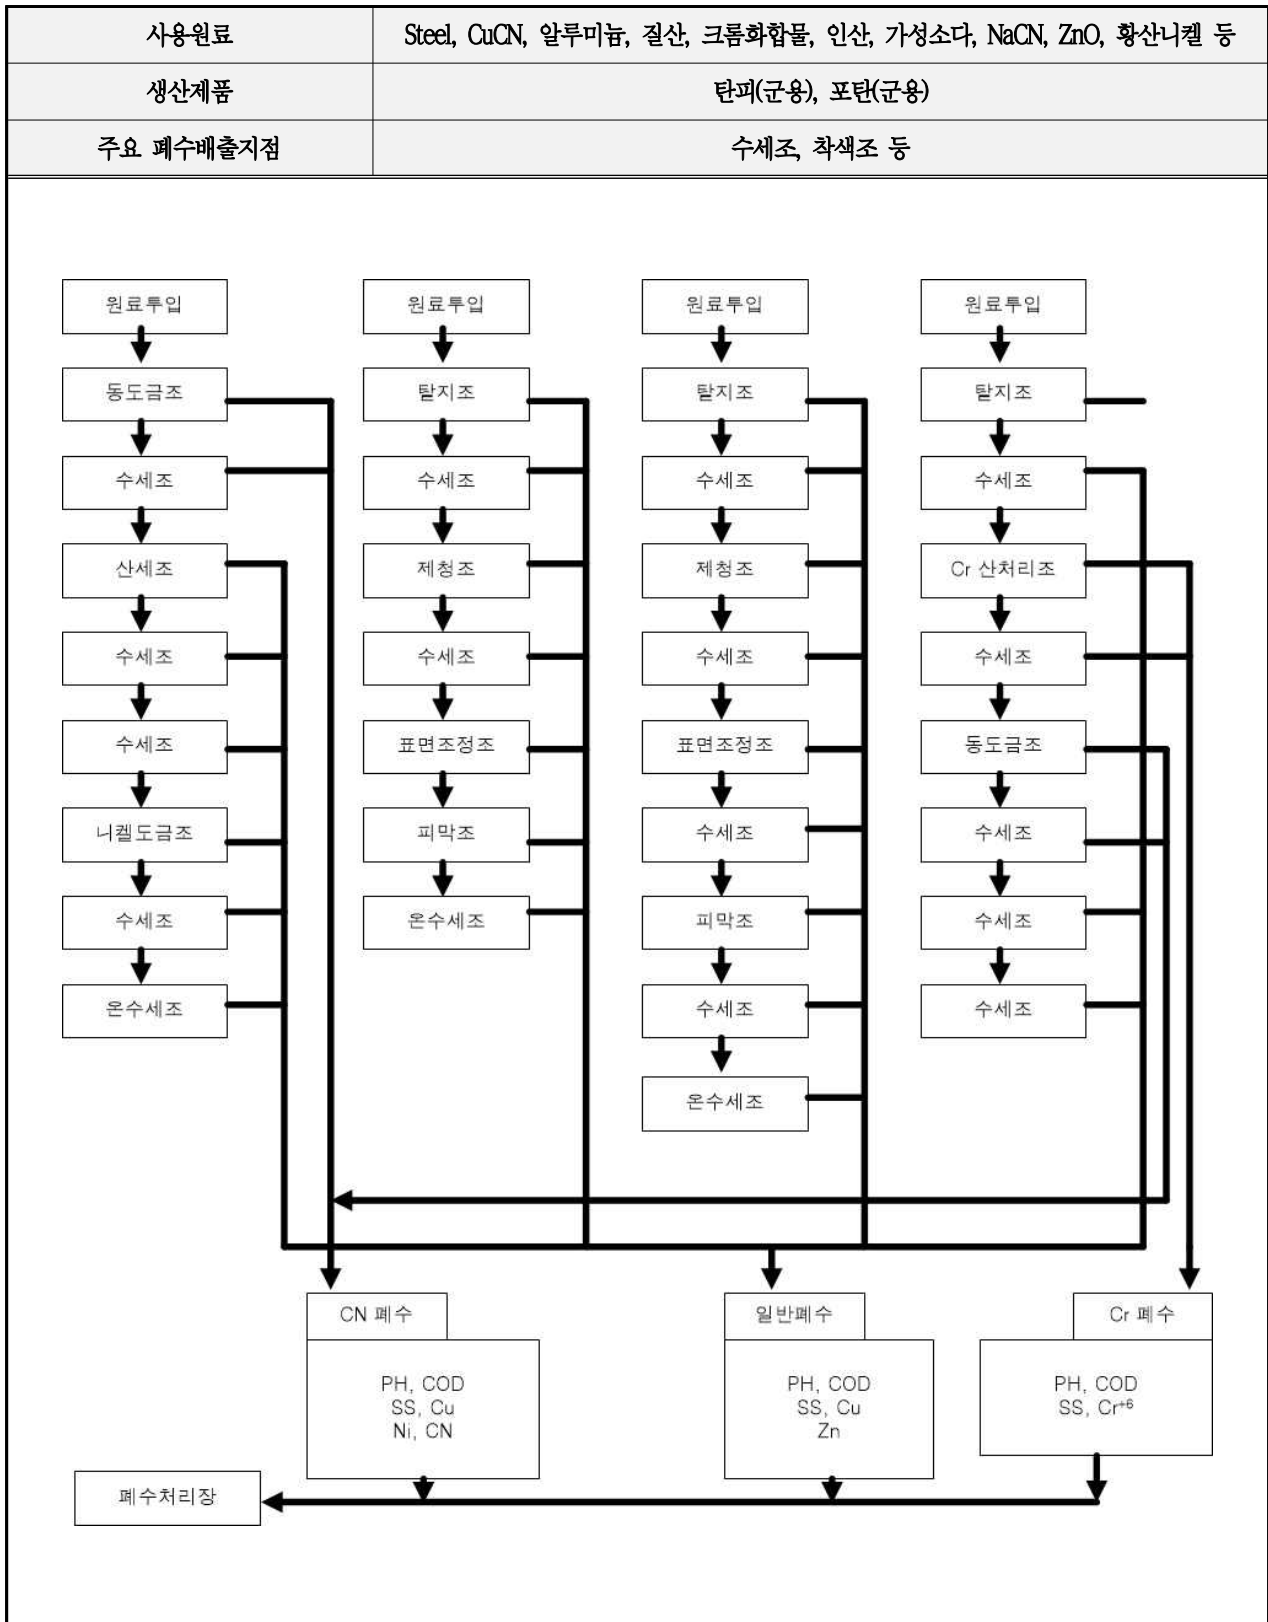 사용원료
Steel, CuCN, 알루미늄, 질산, 크롬화합물, 인산, 가성소다, NaCN, ZnO, 황산니켈 등
생산제품
탄피(군용), 포탄(군용)
주요 폐수배출지점
수세조, 착색조 등
원료투입
동도금조
수세조
산세조
수세조
수세조
니켈도금조
수세조
온수세조
원료투입
탈지조
수세조
제청조
수세조
표면조정조
피막조
온수세조
원료투입
탈지조
수세조
제청조
수세조
표면조정조
수세조
피막조
수세조
온수세조
원료투입
탈지조
수세조
Cr 산처리조
수세조
동도금조
수세조
수세조
수세조
CN 폐수
PH, COD
SS, Cu
Ni, CN
일반폐수
PH, COD
SS, Cu
Zn
Cr 폐수
PH, COD
SS, Cr⁺⁶
폐수처리장